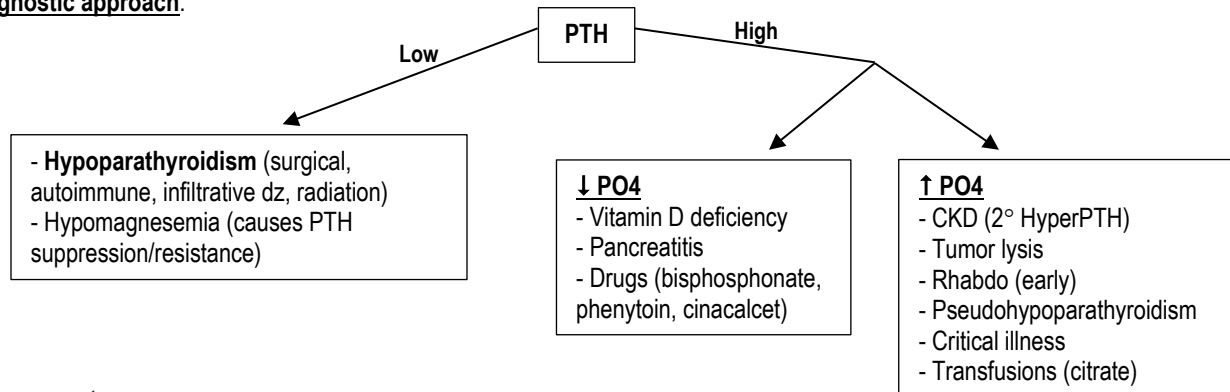 gnostic approach:
PTH
Low
High
- Hypoparathyroidism (surgical,
autoimmune, infiltrative dz, radiation)
- Hypomagnesemia (causes PTH
suppression/resistance)
↓ PO4
- Vitamin D deficiency
- Pancreatitis
- Drugs (bisphosphonate,
phenytoin, cinacalcet)
↑ PO4
- CKD (2° HyperPTH)
- Tumor lysis
- Rhabdo (early)
- Pseudohypoparathyroidism
- Critical illness
- Transfusions (citrate)